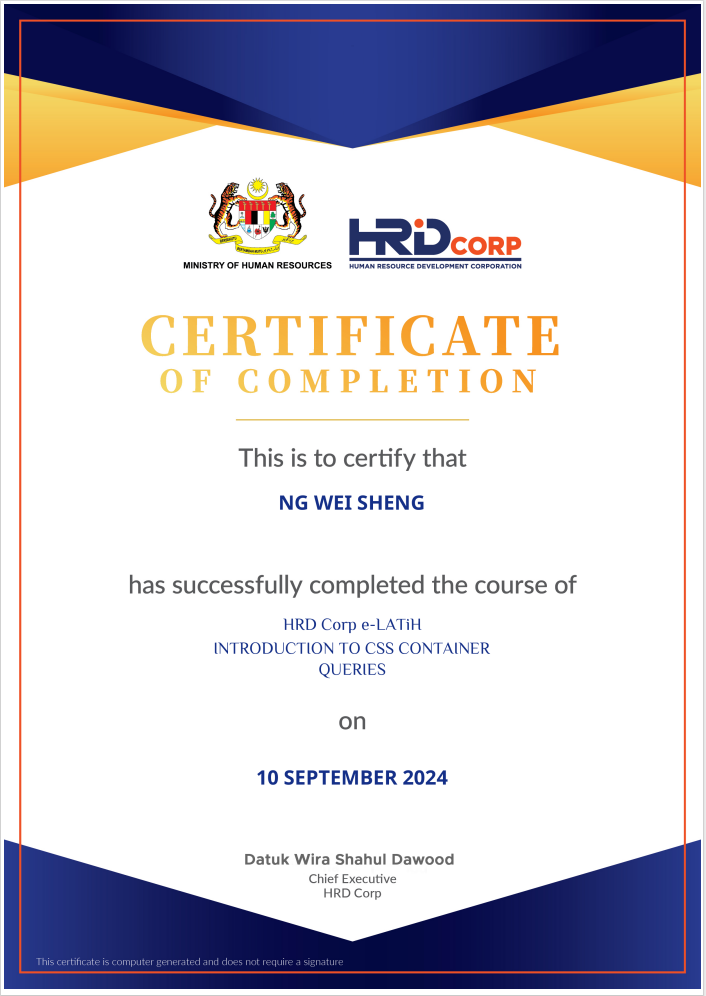 MINISTRY OF HUMAN RESOURCES
HRD CORP
HUMAN RESOURCE DEVELOPMENT CORPORATION
CERTIFICATE
OF COMPLETION
This is to certify that
NG WEI SHENG
has successfully completed the course of
HRD Corp e-LATiH
INTRODUCTION TO CSS CONTAINER
QUERIES
on
10 SEPTEMBER 2024
Datuk Wira Shahul Dawood
Chief Executive
HRD Corp
This certificate is computer generated and does not require a signature